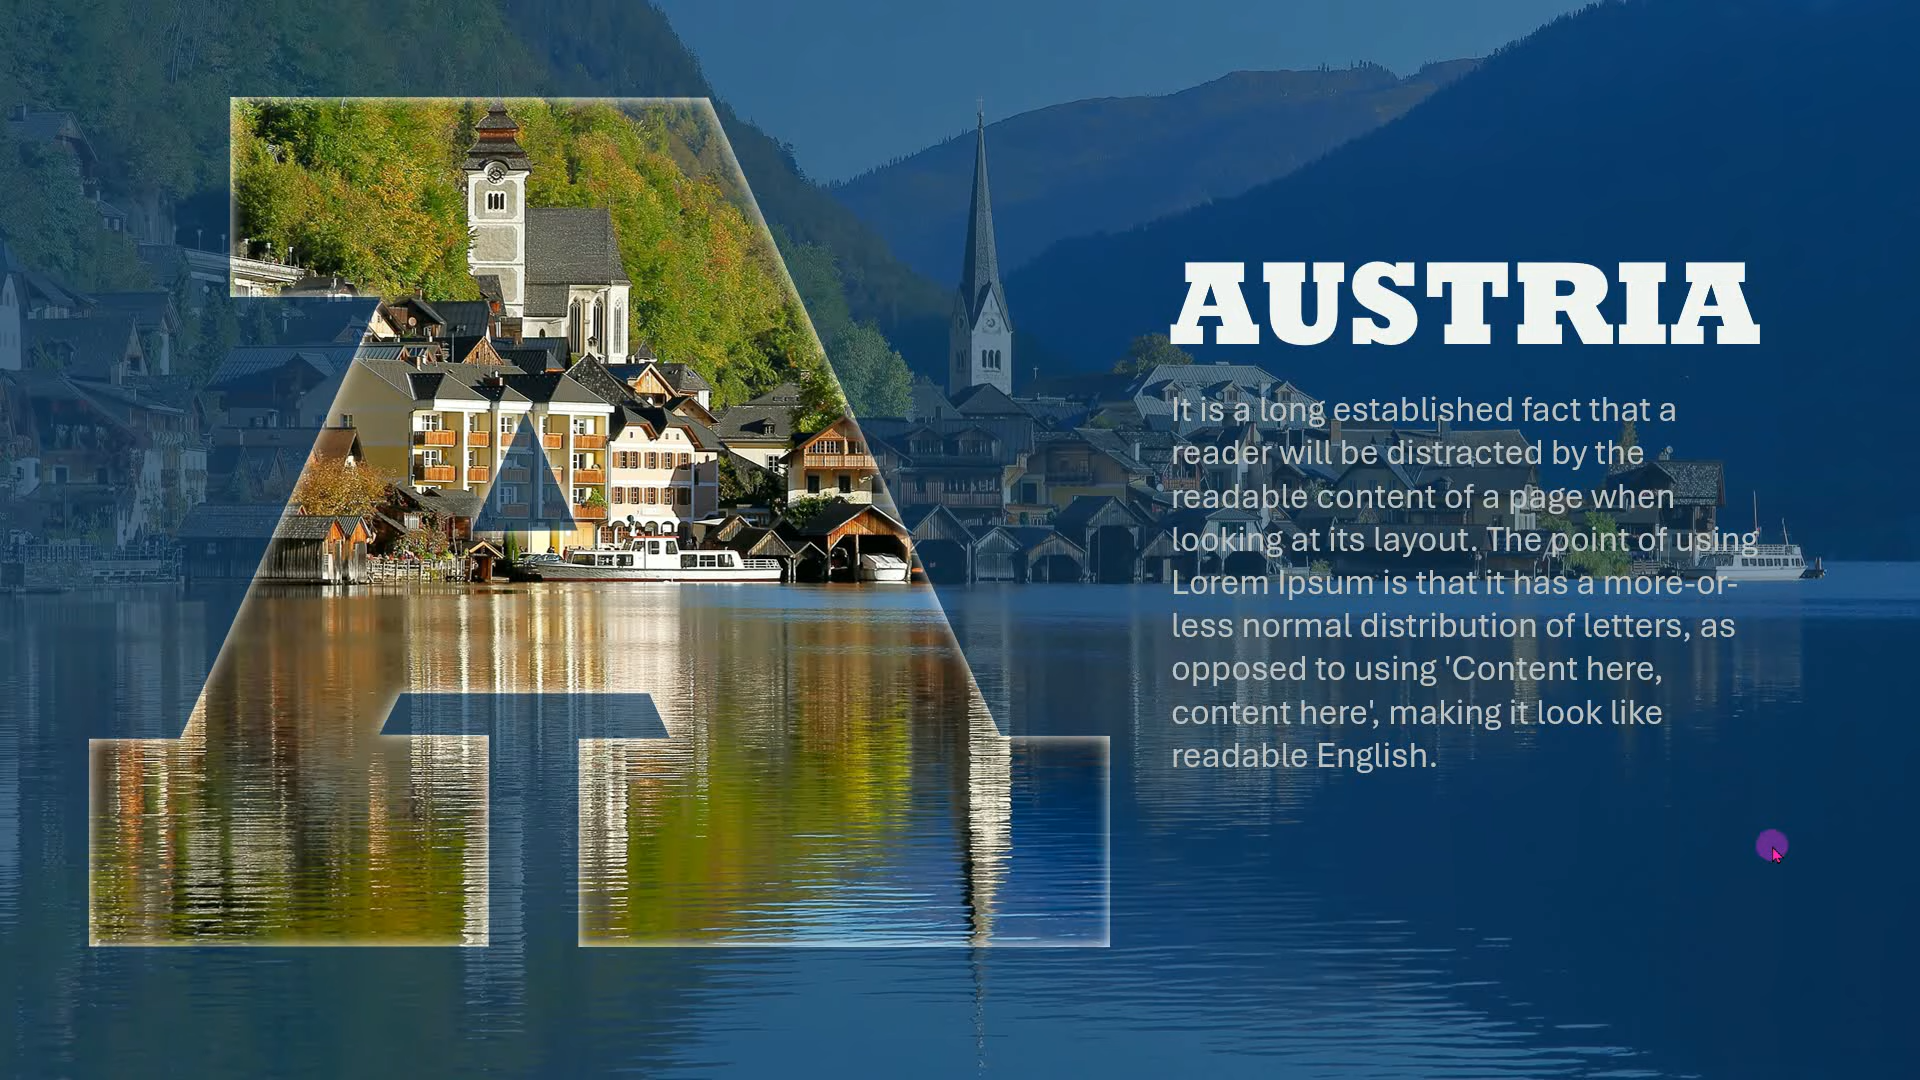 A
AUSTRIA
It is a long established fact that a
reader will be distracted by the
readable content of a page when
looking at its layout. The point of using
Lorem Ipsum is that it has a more-or-
less normal distribution of letters, as
opposed to using 'Content here,
content here', making it look like
readable English.